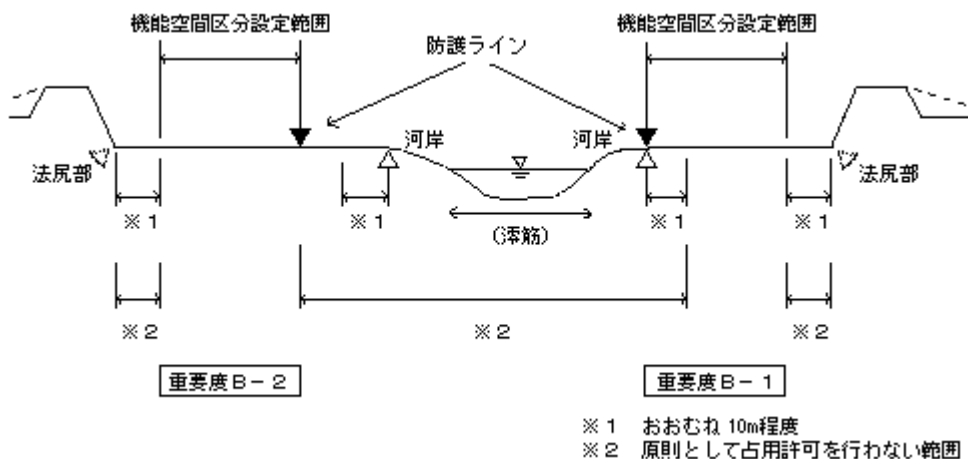 機能空間区分設定範囲
機能空間区分設定範囲
防護ライン
河岸
河岸
法尻部
法尻部
※1
※1
※1
※1
(澪筋)
※2
※2
※2
重要度B-2
重要度B-1
※1 おおむね 10m程度
※2 原則として占用許可を行わない範囲